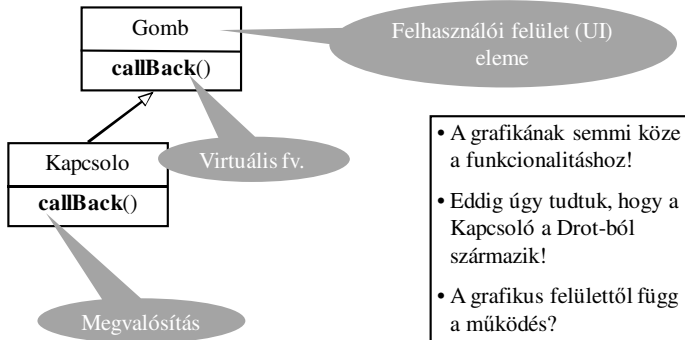 Gomb
callBack()
Felhasználói felület (UI)
eleme
Kapcsolo
callBack()
Virtuális fv.
Megvalósítás
• A grafikának semmi köze
a funkcionalitáshoz!
• Eddig úgy tudtuk, hogy a
Kapcsoló a Drot-ból
származik!
• A grafikus felülettől függ
a működés?